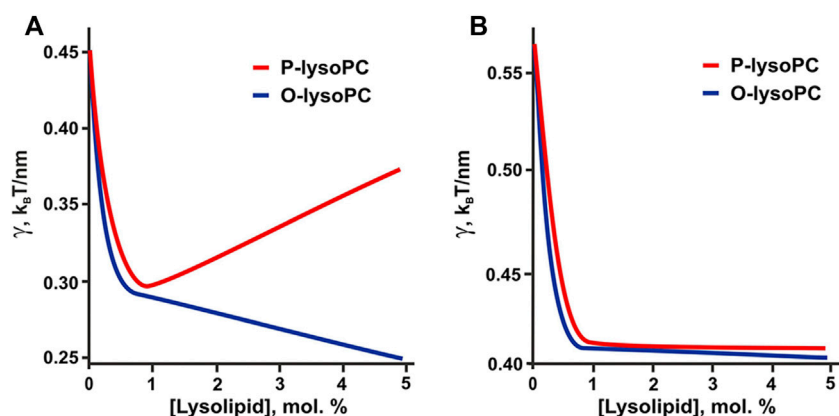 A
γ, kBT/nm
0.45
0.40
0.35
0.30
0.25
P-lysoPC
O-lysoPC
0 1 2 3 4 5
[Lysolipid], mol. %
B
γ, kBT/nm
0.55
0.50
0.45
0.40
P-lysoPC
O-lysoPC
0 1 2 3 4 5
[Lysolipid], mol. %